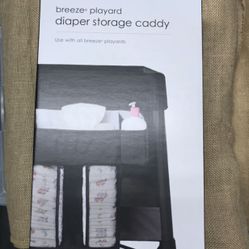 breeze® playard
diaper storage caddy
Use with all breeze® playards